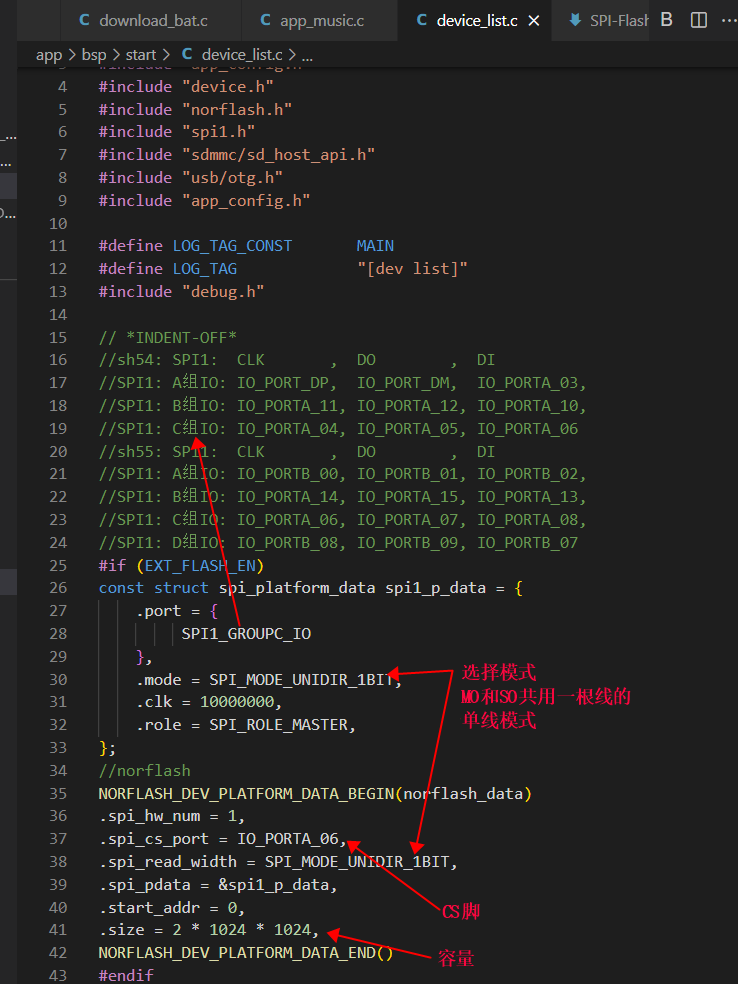 download_bat.c app_music.c device_list.c SPI-Flash B
app > bsp > start > C device_list.c > ...
3 #include "app_config.h"
4 #include "device.h"
5 #include "norflash.h"
6 #include "spi1.h"
7 #include "sdmmc/sd_host_api.h"
8 #include "usb/otg.h"
9 #include "app_config.h"
10
11 #define LOG_TAG_CONST       MAIN
12 #define LOG_TAG             "[dev list]"
13 #include "debug.h"
14
15 // *INDENT-OFF*
16 //sh54: SPI1:  CLK       ,  DO        ,  DI
17 //SPI1: A组IO: IO_PORT_DP,  IO_PORT_DM,  IO_PORTA_03,
18 //SPI1: B组IO: IO_PORTA_11, IO_PORTA_12, IO_PORTA_10,
19 //SPI1: C组IO: IO_PORTA_04, IO_PORTA_05, IO_PORTA_06
20 //sh55: SPI1:  CLK       ,  DO        ,  DI
21 //SPI1: A组IO: IO_PORTB_00, IO_PORTB_01, IO_PORTB_02,
22 //SPI1: B组IO: IO_PORTA_14, IO_PORTA_15, IO_PORTA_13,
23 //SPI1: C组IO: IO_PORTA_06, IO_PORTA_07, IO_PORTA_08,
24 //SPI1: D组IO: IO_PORTB_08, IO_PORTB_09, IO_PORTB_07
25 #if (EXT_FLASH_EN)
26 const struct spi_platform_data spi1_p_data = {
27     .port = {
28         SPI1_GROUPC_IO
29     },
30     .mode = SPI_MODE_UNIDIR_1BIT,
31     .clk = 10000000,
32     .role = SPI_ROLE_MASTER,
33 };
选择模式
MO和ISO共用一根线的
单线模式
34 //norflash
35 NORFLASH_DEV_PLATFORM_DATA_BEGIN(norflash_data)
36 .spi_hw_num = 1,
37 .spi_cs_port = IO_PORTA_06,
38 .spi_read_width = SPI_MODE_UNIDIR_1BIT,
39 .spi_pdata = &spi1_p_data,
40 .start_addr = 0,
CS脚
41 .size = 2 * 1024 * 1024,
42 NORFLASH_DEV_PLATFORM_DATA_END()
容量
43 #endif